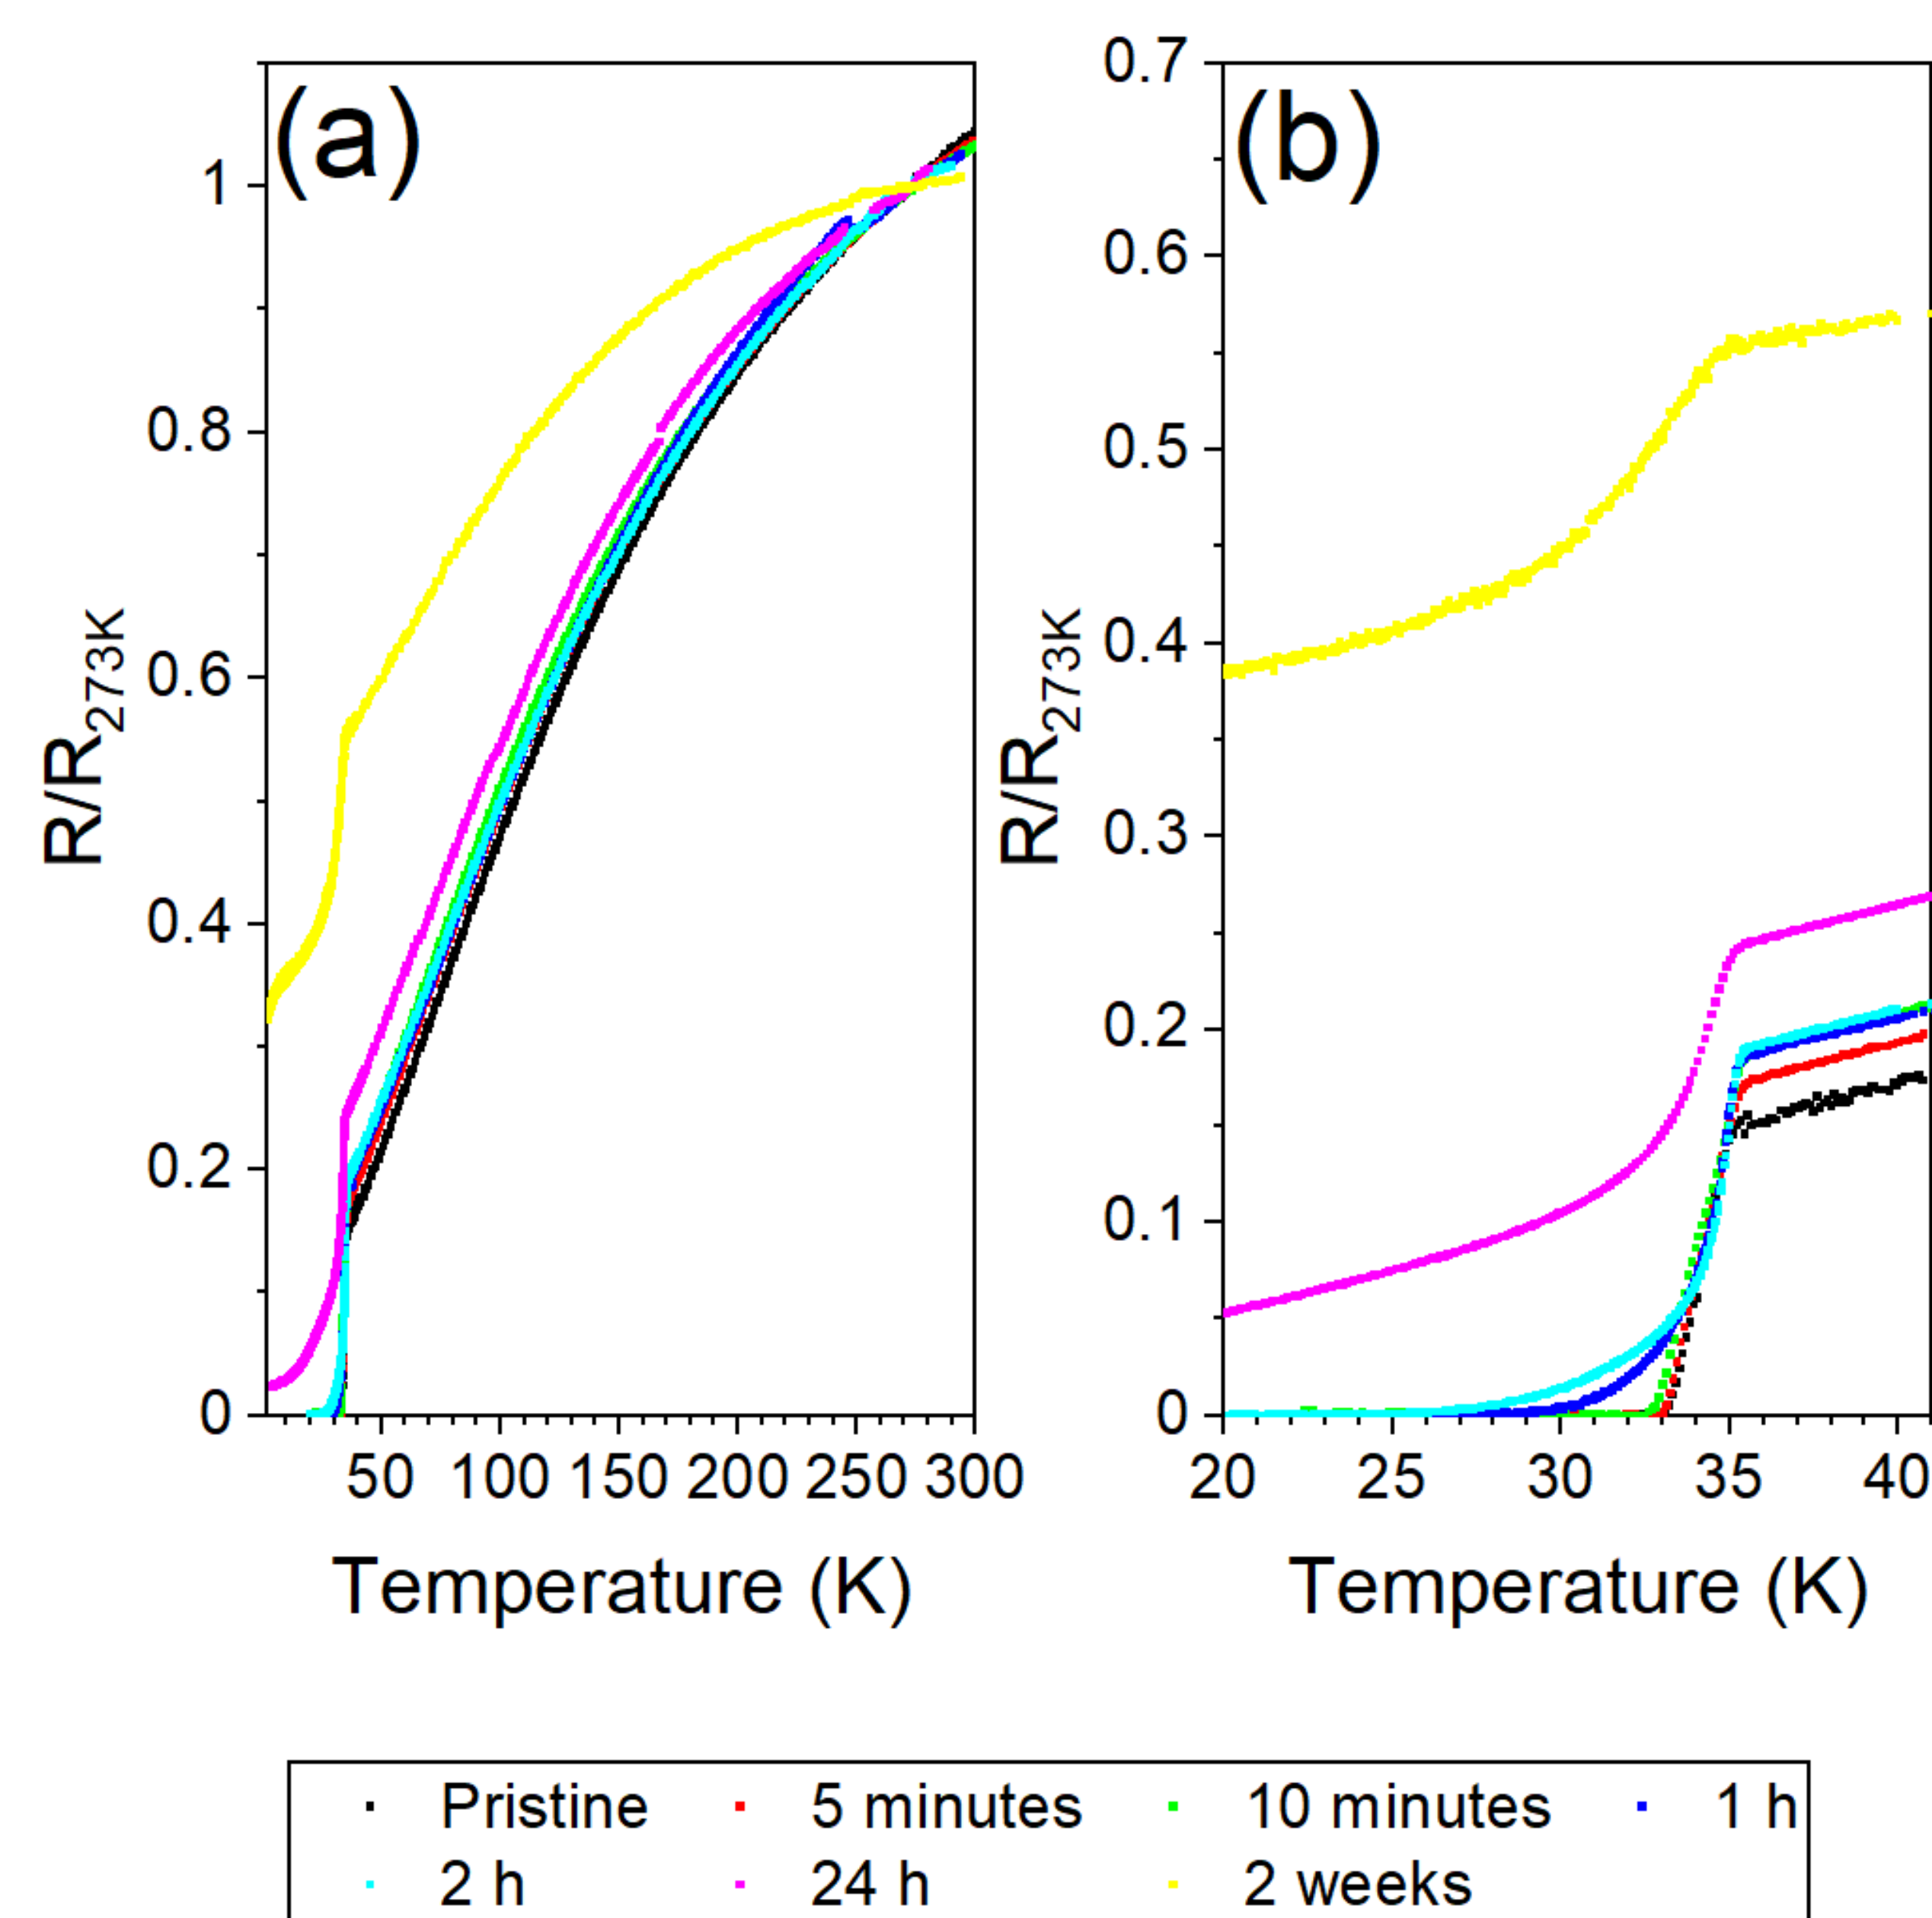 (a)
1
0.8
0.6
0.4
0.2
0
R/R273K
50 100 150 200 250 300
Temperature (K)
(b)
0.7
0.6
0.5
0.4
0.3
0.2
0.1
0
R/R273K
20 25 30 35 40
Temperature (K)
Pristine 5 minutes 10 minutes 1 h
2 h 24 h 2 weeks